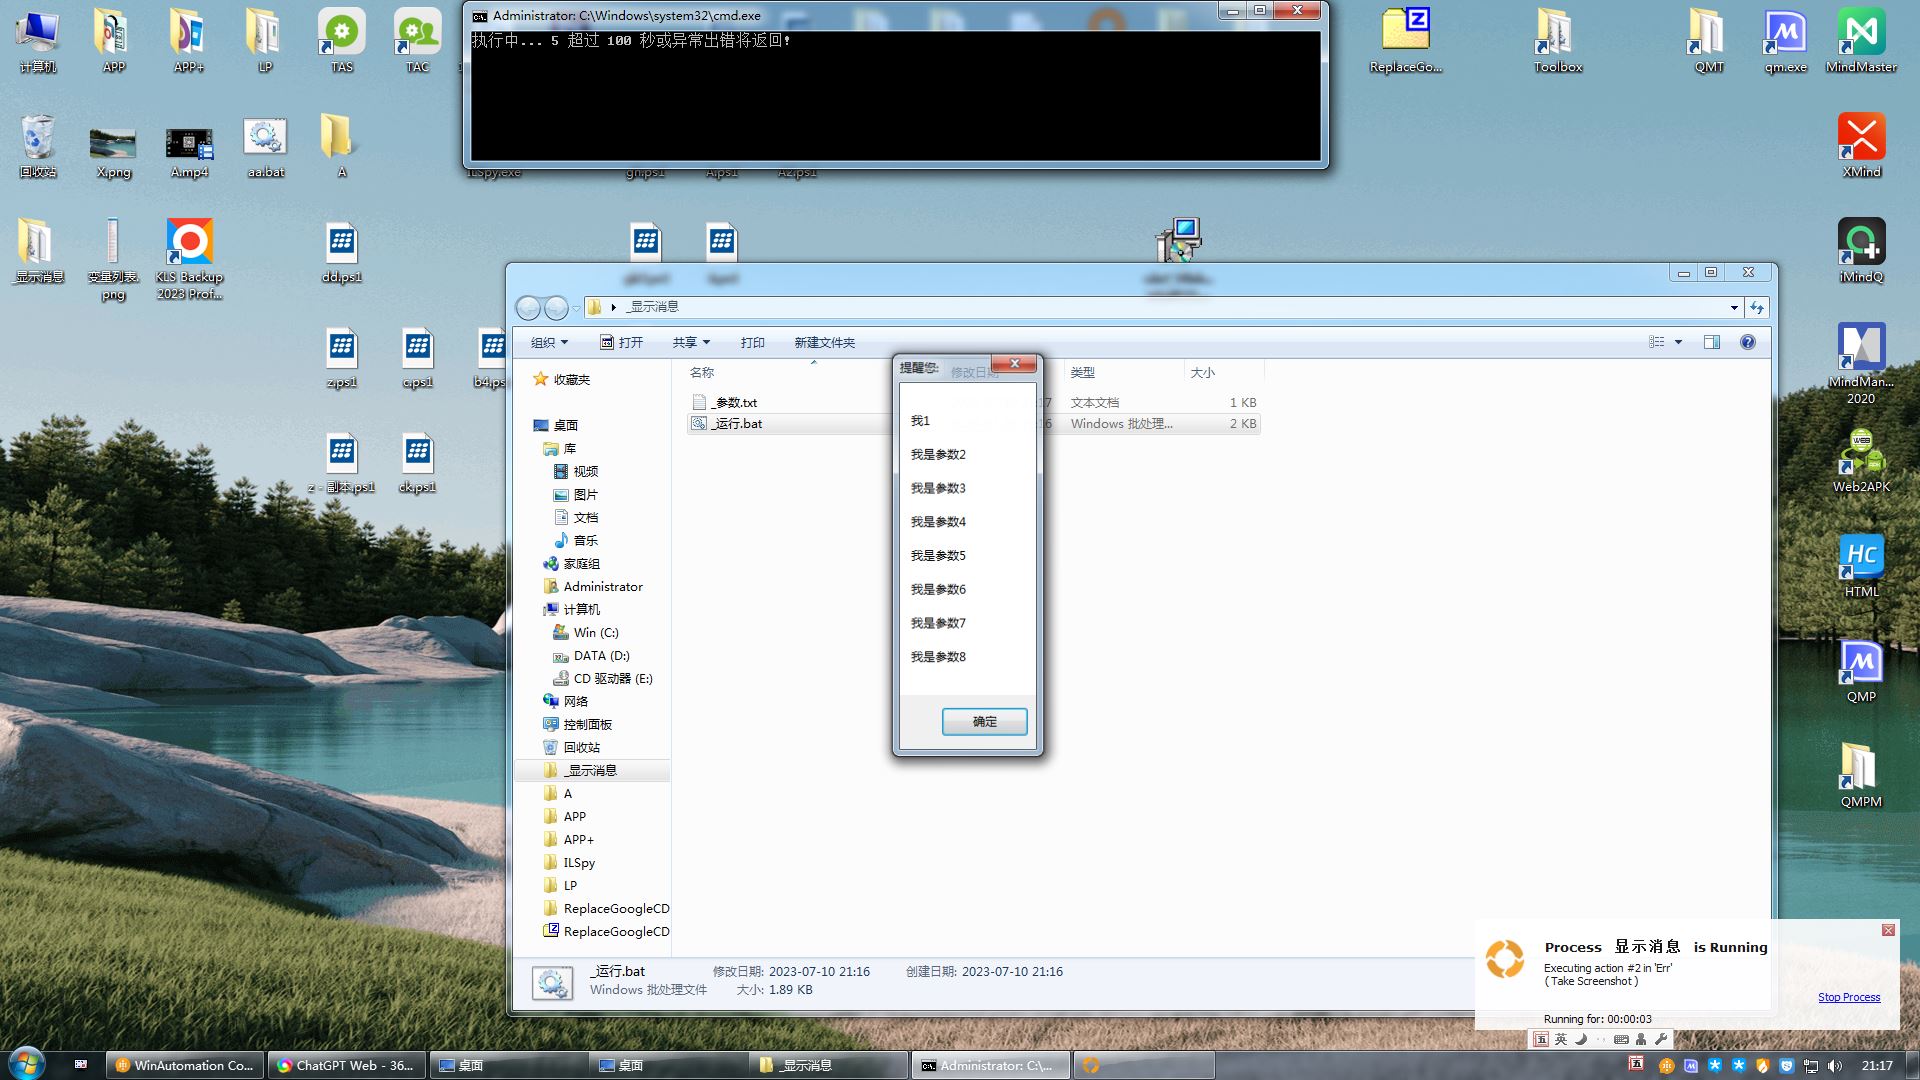 计算机
APP
APP+
LP
TAS
TAC
Administrator: C:\Windows\system32\cmd.exe
执行中... 5 超过 100 秒或异常出错将返回!
ReplaceGo...
Toolbox
QMT
qm.exe
MindMaster
回收站
X.png
A.mp4
aa.bat
A
ILSpy.exe
gn.ps1
A.ps1
A2.ps1
XMind
_显示消息
变量列表.png
KLS Backup 2023 Prof...
dd.ps1
iMindQ
z.ps1
c.ps1
b4.ps
MindMan... 2020
z - 副本.ps1
ck.ps1
Web2APK
HTML
QMP
QMPM
_显示消息
组织
打开
共享
打印
新建文件夹
收藏夹
桌面
库
视频
图片
文档
音乐
家庭组
Administrator
计算机
Win (C:)
DATA (D:)
CD 驱动器 (E:)
网络
控制面板
回收站
_显示消息
A
APP
APP+
ILSpy
LP
ReplaceGoogleCD
ReplaceGoogleCD
名称
修改日期
类型
大小
_参数.txt
17
文本文档
1 KB
_运行.bat
16
Windows 批处理...
2 KB
提醒您:
我1
我是参数2
我是参数3
我是参数4
我是参数5
我是参数6
我是参数7
我是参数8
确定
_运行.bat
修改日期: 2023-07-10 21:16
创建日期: 2023-07-10 21:16
Windows 批处理文件
大小: 1.89 KB
Process 显示消息 is Running
Executing action #2 in 'Err'
( Take Screenshot )
Stop Process
Running for: 00:00:03
五 英
WinAutomation Co...
ChatGPT Web - 36...
桌面
桌面
_显示消息
Administrator: C:\...
五
21:17